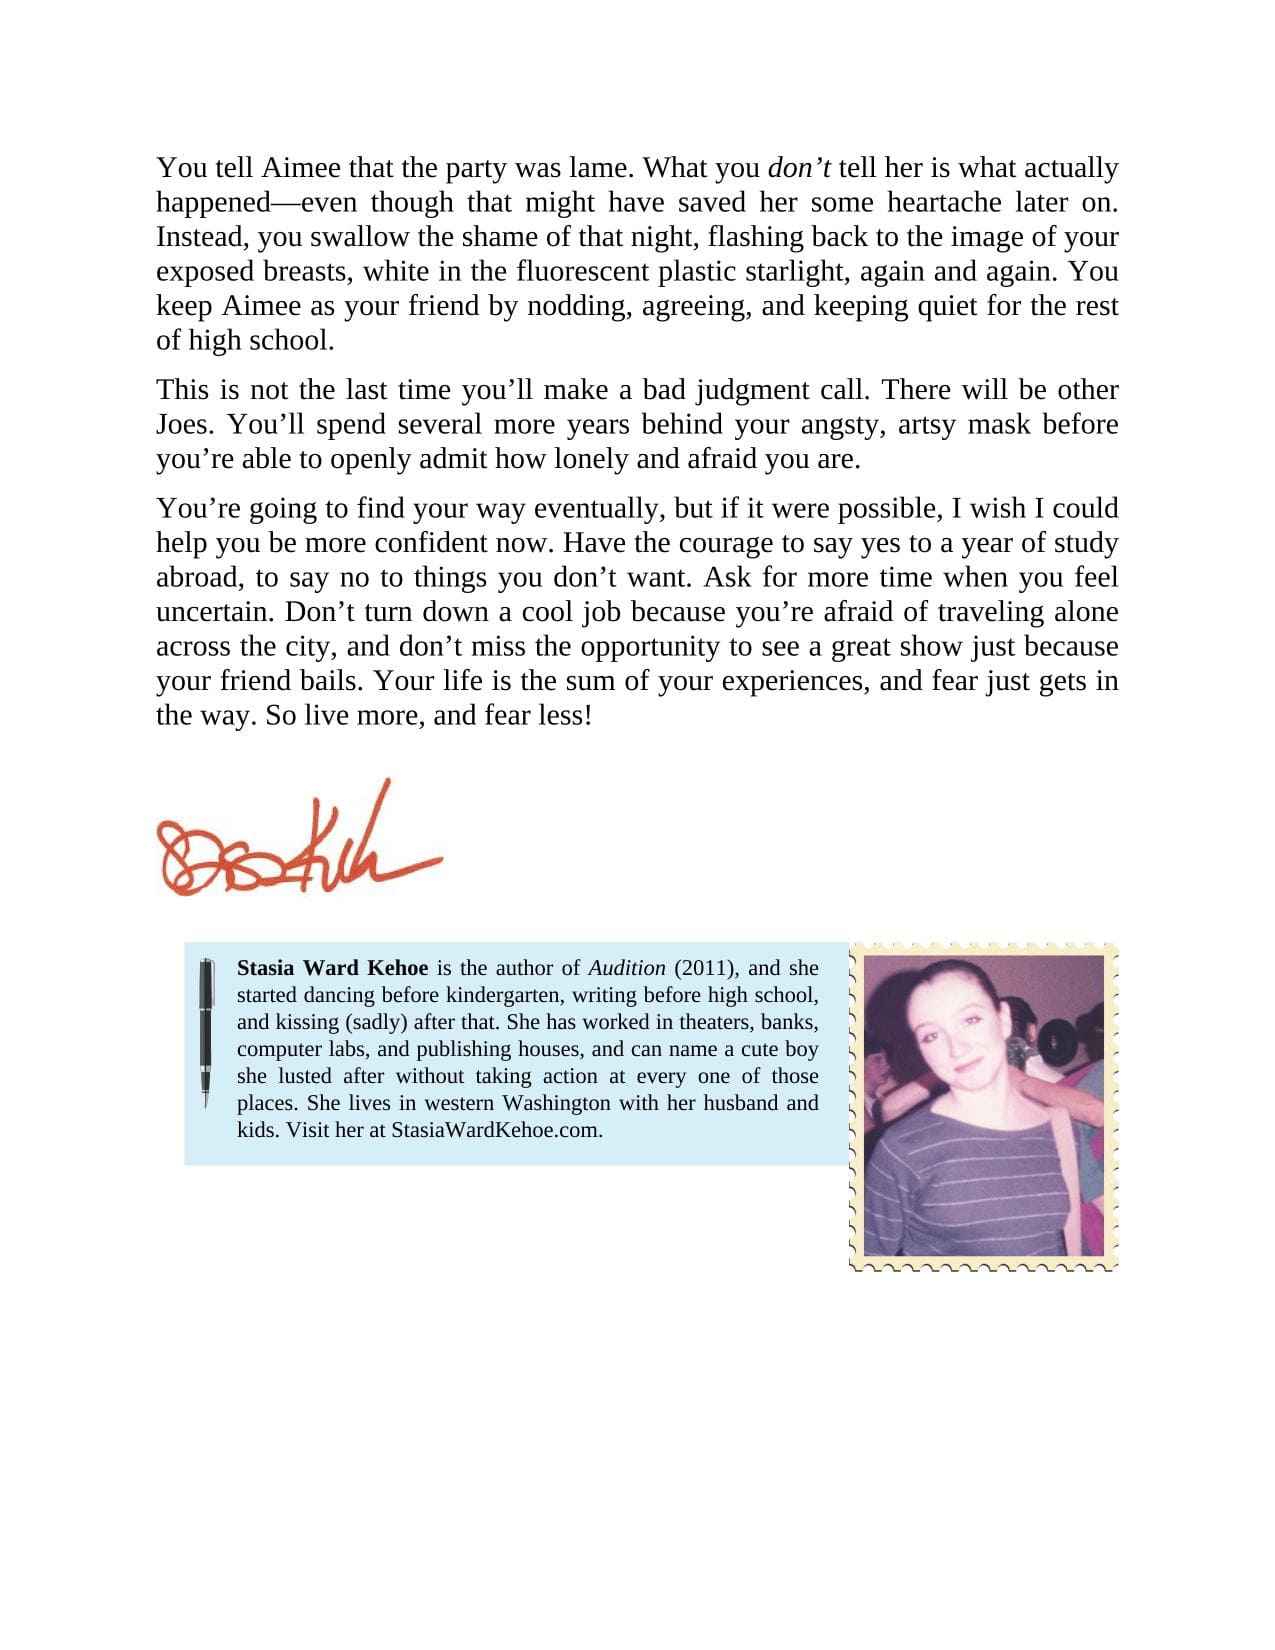 You tell Aimee that the party was lame. What you don’t tell her is what actually
happened—even though that might have saved her some heartache later on.
Instead, you swallow the shame of that night, flashing back to the image of your
exposed breasts, white in the fluorescent plastic starlight, again and again. You
keep Aimee as your friend by nodding, agreeing, and keeping quiet for the rest
of high school.
This is not the last time you’ll make a bad judgment call. There will be other
Joes. You’ll spend several more years behind your angsty, artsy mask before
you’re able to openly admit how lonely and afraid you are.
You’re going to find your way eventually, but if it were possible, I wish I could
help you be more confident now. Have the courage to say yes to a year of study
abroad, to say no to things you don’t want. Ask for more time when you feel
uncertain. Don’t turn down a cool job because you’re afraid of traveling alone
across the city, and don’t miss the opportunity to see a great show just because
your friend bails. Your life is the sum of your experiences, and fear just gets in
the way. So live more, and fear less!
Stasia Ward Kehoe is the author of Audition (2011), and she
started dancing before kindergarten, writing before high school,
and kissing (sadly) after that. She has worked in theaters, banks,
computer labs, and publishing houses, and can name a cute boy
she lusted after without taking action at every one of those
places. She lives in western Washington with her husband and
kids. Visit her at StasiaWardKehoe.com.